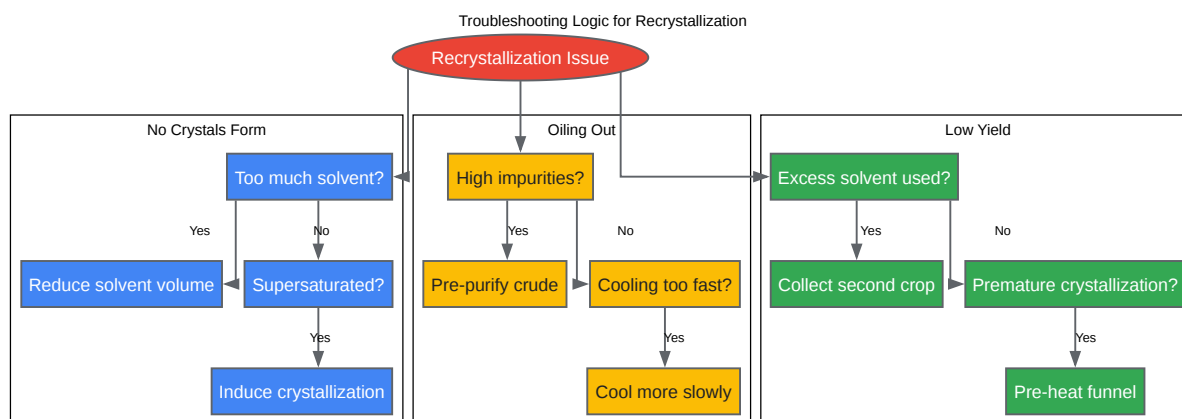 Troubleshooting Logic for Recrystallization
Recrystallization Issue
No Crystals Form
Too much solvent?
Yes
No
Reduce solvent volume
Supersaturated?
Yes
Induce crystallization
Oiling Out
High impurities?
Yes
No
Pre-purify crude
Cooling too fast?
Yes
Cool more slowly
Low Yield
Excess solvent used?
Yes
No
Collect second crop
Premature crystallization?
Yes
Pre-heat funnel